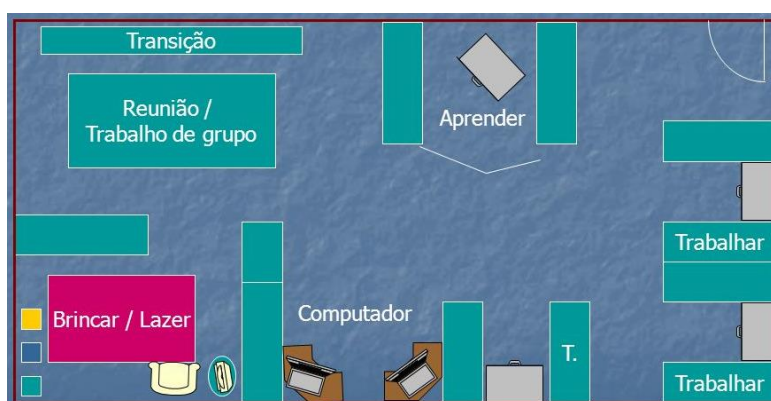 Transição
Reunião /
Trabalho de grupo
Aprender
Trabalhar
Brincar / Lazer
Computador
T.
Trabalhar